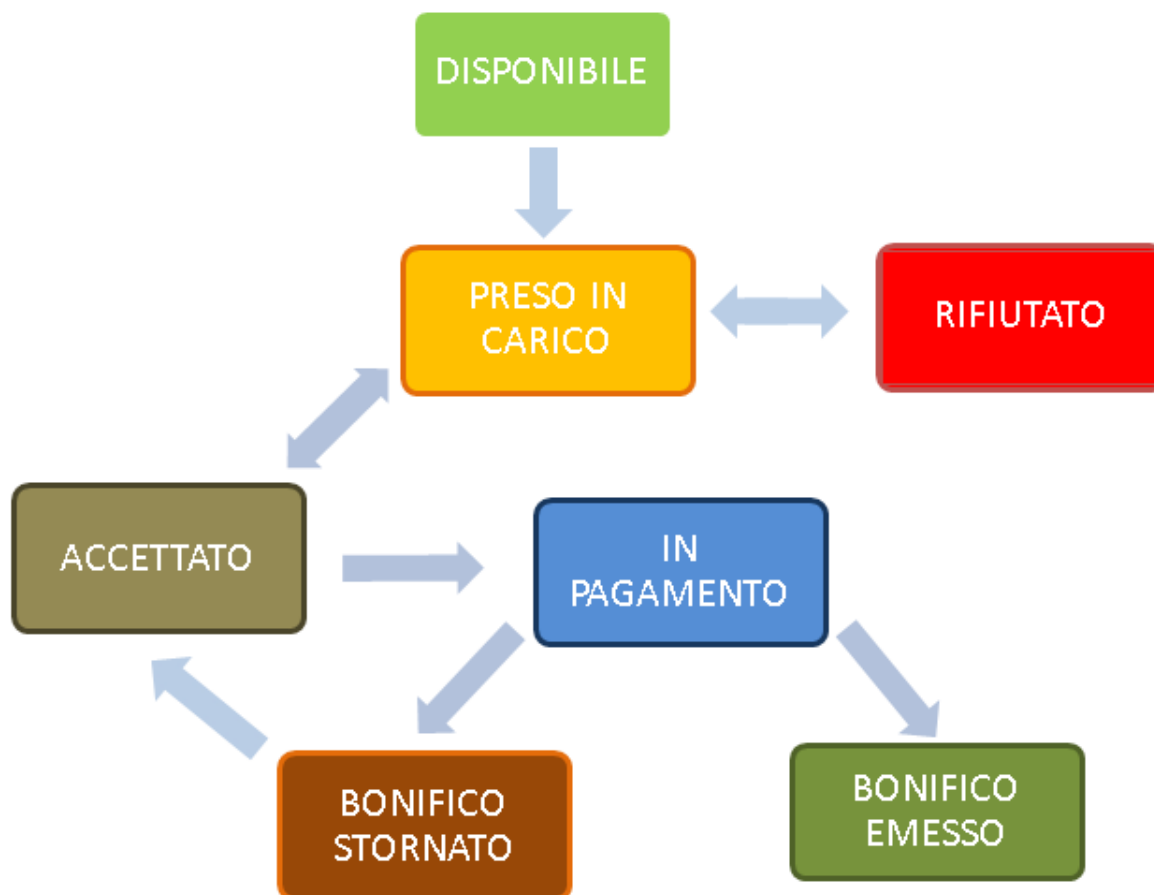 DISPONIBILE
PRESO IN
CARICO
RIFIUTATO
ACCETTATO
IN
PAGAMENTO
BONIFICO
STORNATO
BONIFICO
EMESSO